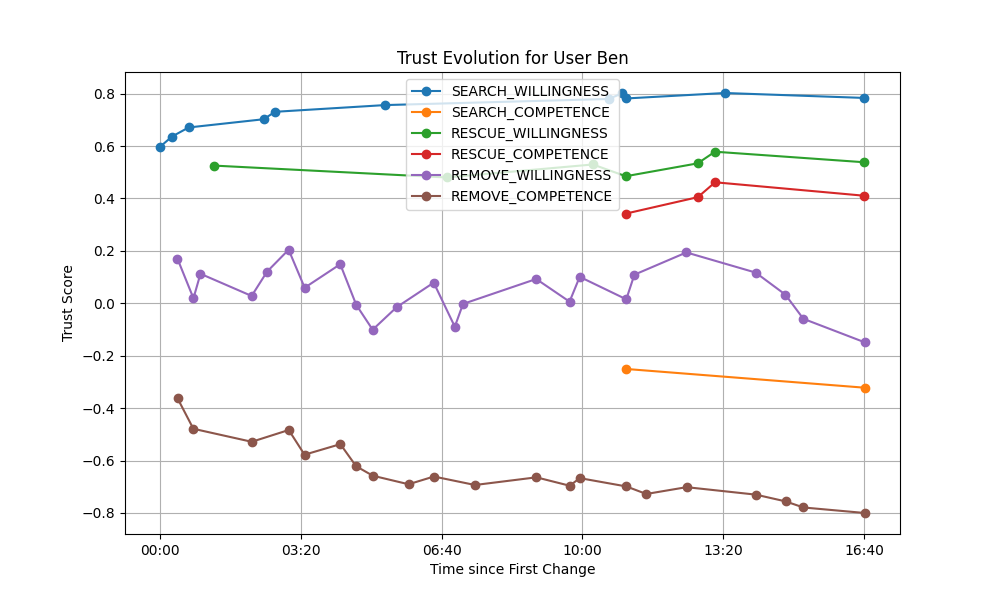 Trust Evolution for User Ben
SEARCH_WILLINGNESS
SEARCH_COMPETENCE
RESCUE_WILLINGNESS
RESCUE_COMPETENCE
REMOVE_WILLINGNESS
REMOVE_COMPETENCE
Trust Score
0.8
0.6
0.4
0.2
0.0
−0.2
−0.4
−0.6
−0.8
00:00 03:20 06:40 10:00 13:20 16:40
Time since First Change